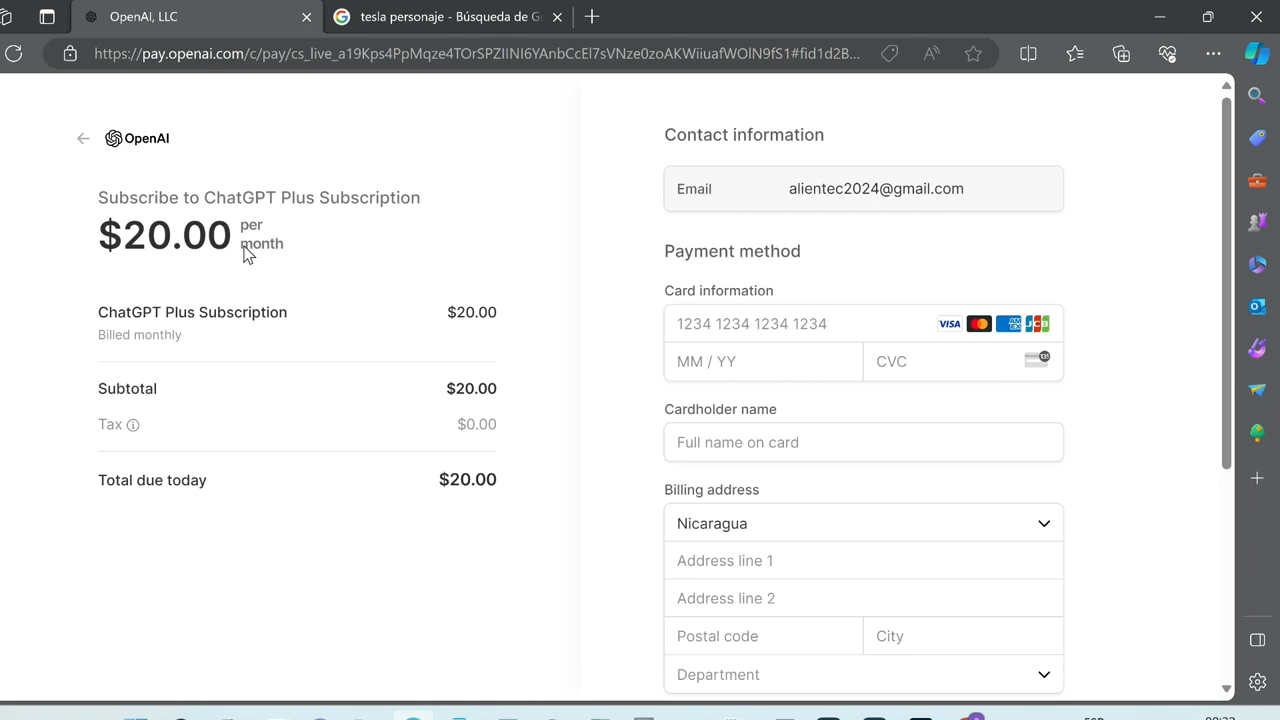 OpenAI, LLC
tesla personaje - Búsqueda de G
https://pay.openai.com/c/pay/
OpenAI
Subscribe to ChatGPT Plus Subscription
$20.00 per month
ChatGPT Plus Subscription $20.00
Billed monthly
Subtotal $20.00
Tax $0.00
Total due today $20.00
Contact information
Email alientec2024@gmail.com
Payment method
Card information
1234 1234 1234 1234 VISA AM EX JCB
MM / YY CVC 135
Cardholder name
Full name on card
Billing address
Nicaragua
Address line 1
Address line 2
Postal code City
Department